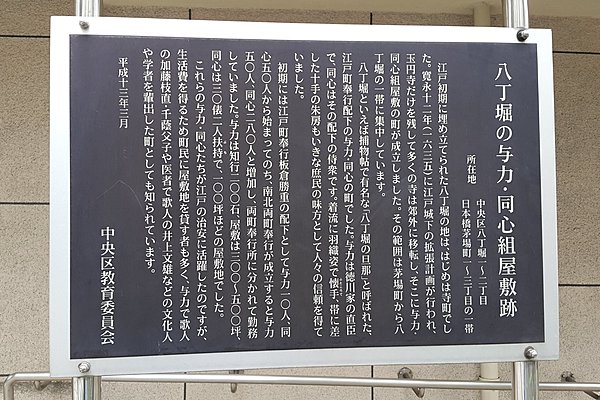 八丁堀の与力・同心組屋敷跡
所在地 中央区八丁堀一～二丁目
日本橋茅場町一～三丁目の一帯
江戸初期に埋め立てられた八丁堀の地は、はじめは寺町でし
た。寛永十二年（一六三五）に江戸城下の拡張計画が行われ、
玉円寺だけを残して多くの寺は郊外に移転し、そこに与力・
同心組屋敷の町が成立しました。その範囲は茅場町から八
丁堀の一帯に集中しています。
八丁堀といえば捕物帖で有名な「八丁堀の旦那」と呼ばれた、
江戸町奉行配下の与力・同心の町でした。与力は徳川家の直臣
で、同心はその配下の侍衆です。着流に羽織姿で懐手、帯に差
した十手の朱房もいきな庶民の味方として人々の信頼を得て
いました。
初期には江戸町奉行板倉勝重の配下として与力一〇人、同
心五〇人から始まってのち、南北両町奉行が成立すると与力
五〇人、同心二八〇人と増加し、両町奉行所に分かれて勤務
していました。与力は知行二〇〇石、屋敷は三〇〇～五〇〇坪、
同心は三〇俵二人扶持で、一〇〇坪ほどの屋敷地でした。
これらの与力・同心たちが江戸の治安に活躍したのですが、
生活費を得るため町民に屋敷地を貸す者も多く、与力で歌人
の加藤枝直・千蔭父子や医者で歌人の井上文雄などの文化人
や学者を輩出した町としても知られています。
平成十三年三月
中央区教育委員会